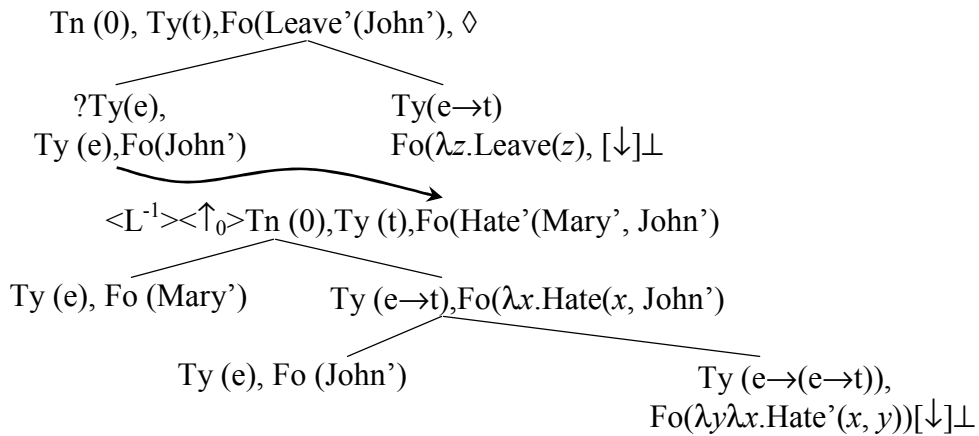 Tn (0), Ty(t),Fo(Leave’(John’), ◊
?Ty(e), Ty(e→t)
Ty (e),Fo(John’) Fo(λz.Leave(z), [↓]⊥
<L⁻¹><↑₀>Tn (0),Ty (t),Fo(Hate’(Mary’, John’)
Ty (e), Fo (Mary’) Ty (e→t),Fo(λx.Hate(x, John’)
Ty (e), Fo (John’) Ty (e→(e→t)),
Fo(λyλx.Hate’(x, y))[↓]⊥